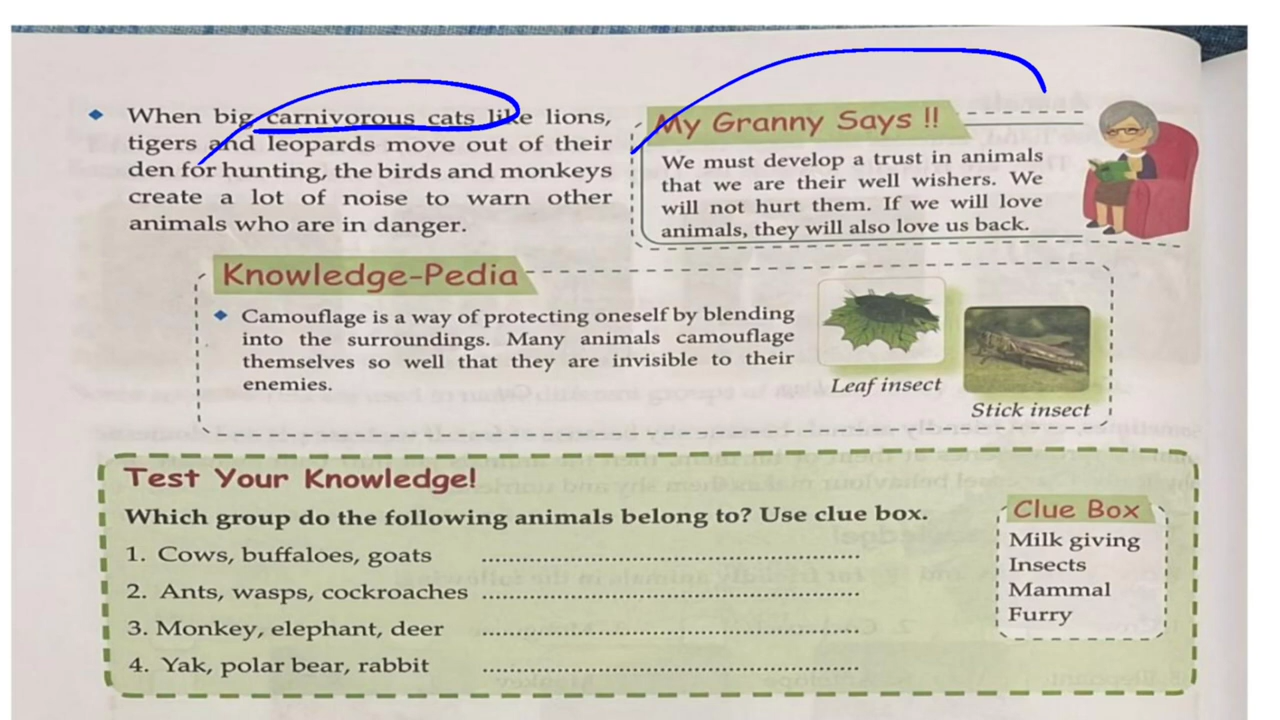 When big carnivorous cats like lions,
tigers and leopards move out of their
den for hunting, the birds and monkeys
create a lot of noise to warn other
animals who are in danger.
My Granny Says !!
We must develop a trust in animals
that we are their well wishers. We
will not hurt them. If we will love
animals, they will also love us back.
Knowledge-Pedia
Camouflage is a way of protecting oneself by blending
into the surroundings. Many animals camouflage
themselves so well that they are invisible to their
enemies.
Leaf insect
Stick insect
Test Your Knowledge!
Which group do the following animals belong to? Use clue box.
1. Cows, buffaloes, goats ................................................
2. Ants, wasps, cockroaches ................................................
3. Monkey, elephant, deer ................................................
4. Yak, polar bear, rabbit ................................................
Clue Box
Milk giving
Insects
Mammal
Furry